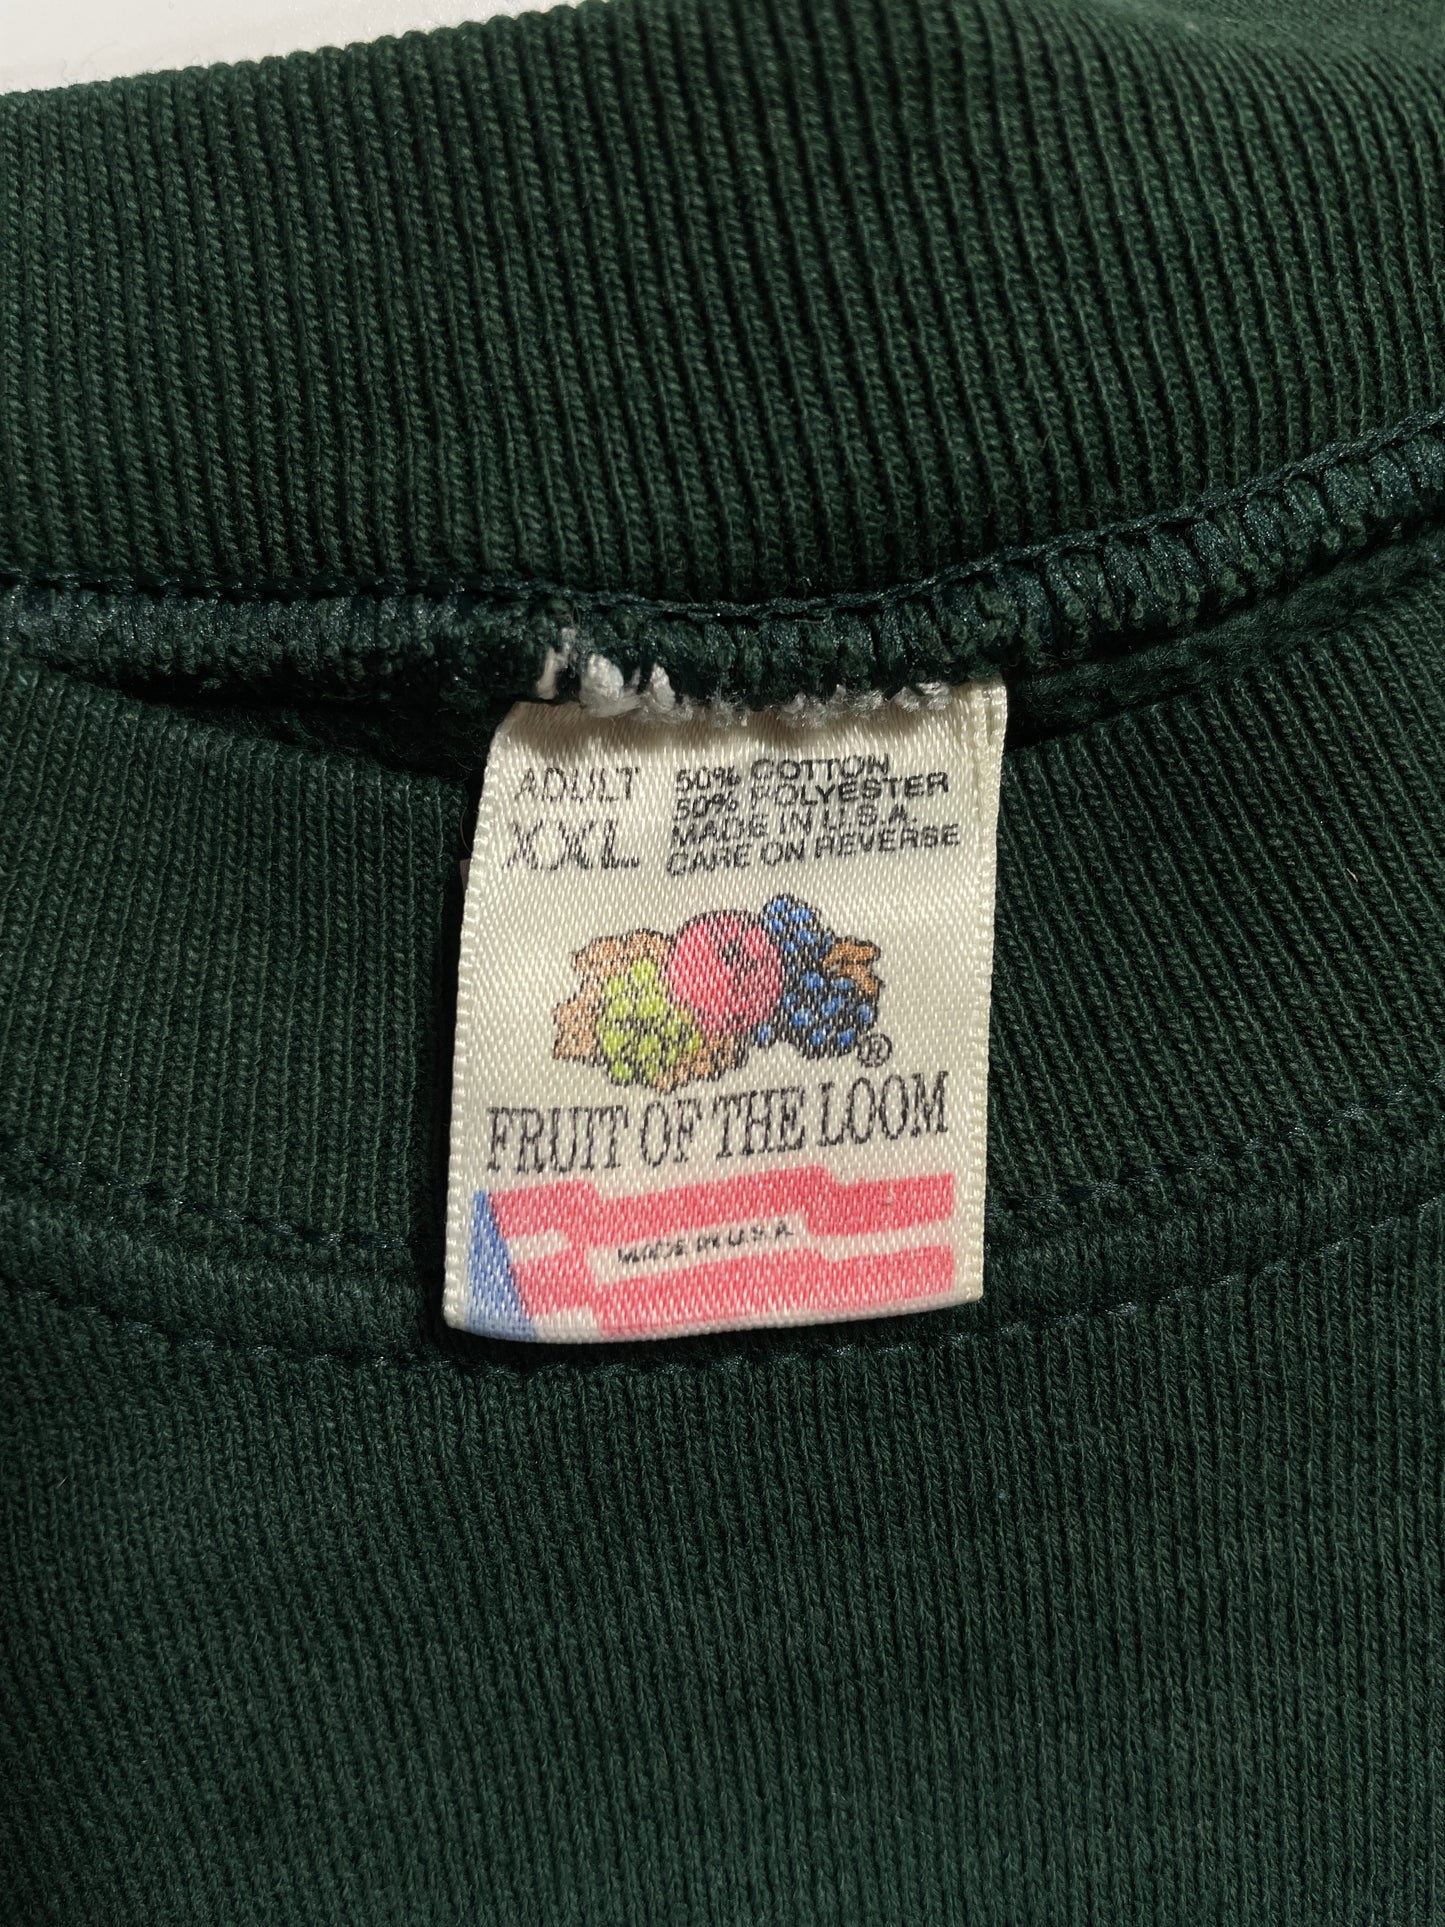 ADULT
XXL
50% COTTON
50% POLYESTER
MADE IN U.S.A.
CARE ON REVERSE
®
FRUIT OF THE LOOM
MADE IN U.S.A.